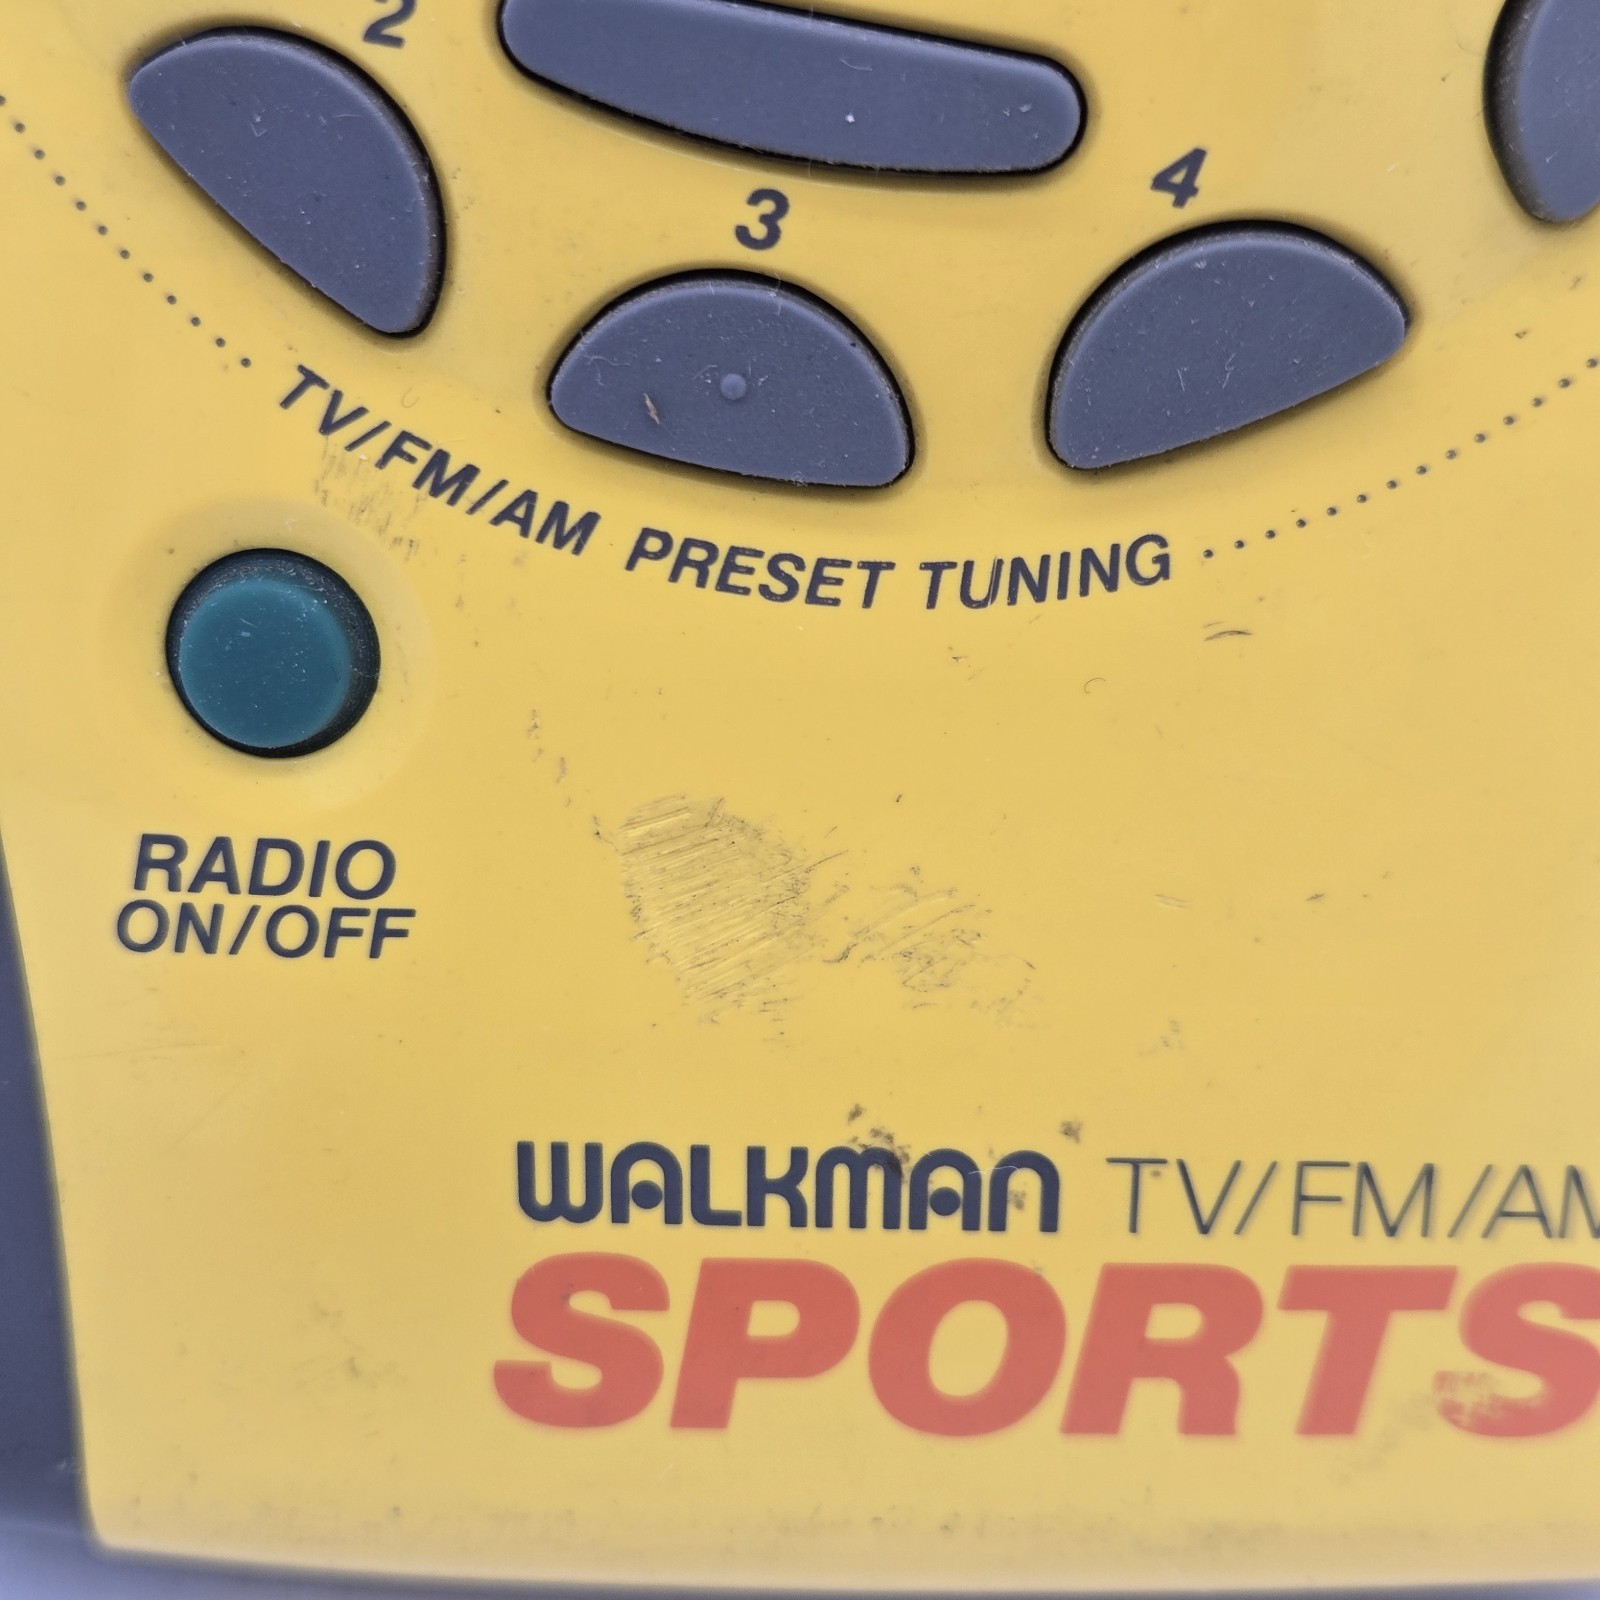 2
3
4
TV/FM/AM PRESET TUNING
RADIO
ON/OFF
WALKMAN TV/FM/AM
SPORTS